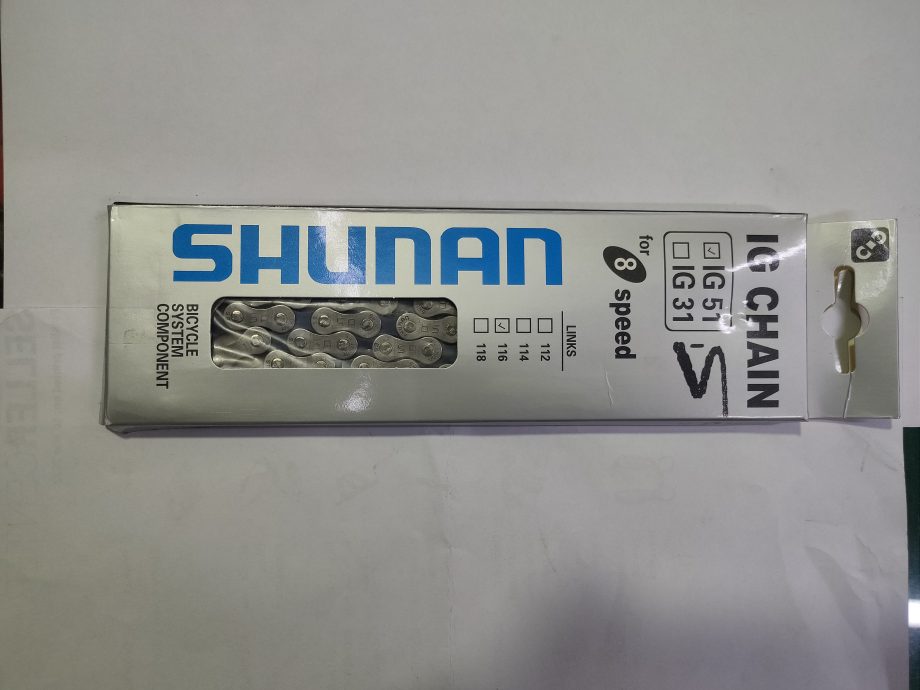 SHUNAN
BICYCLE
SYSTEM
COMPONENT
IG CHAIN
IG 51
IG 31
for 8 speed
LINKS
112
114
116
118